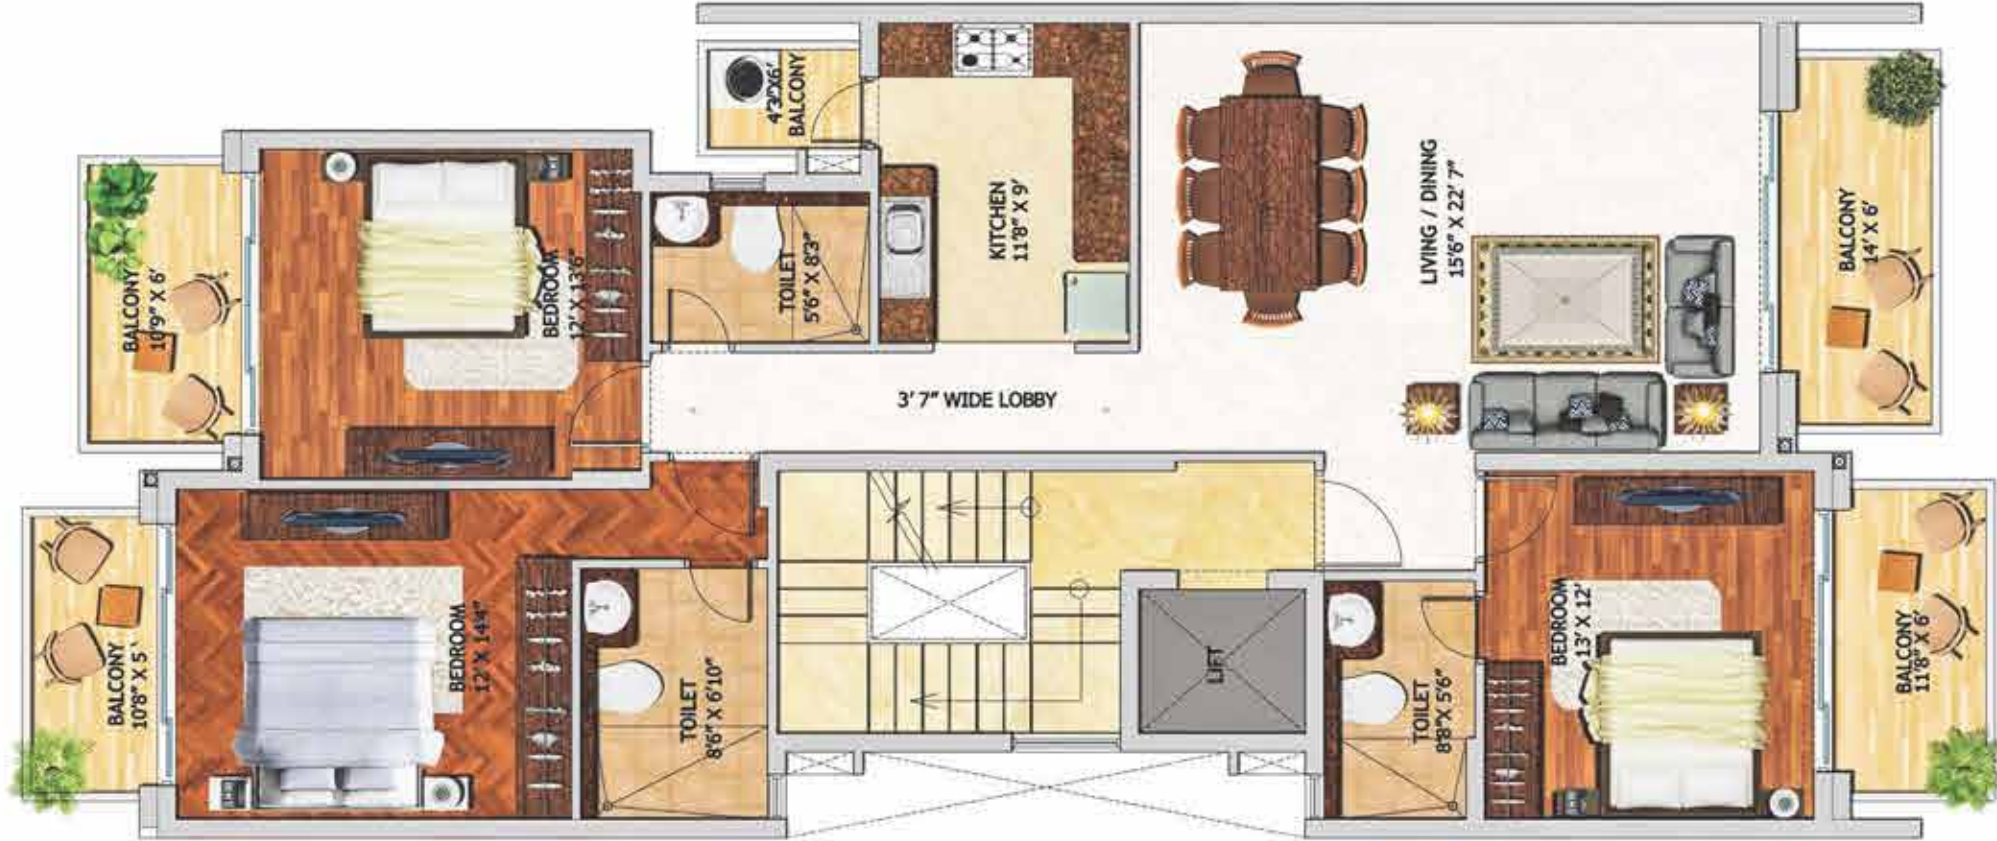 4'3"X6'
BALCONY
BALCONY
10'9" X 6'
BEDROOM
12' X 13'6"
TOILET
5'6" X 8'3"
KITCHEN
11'8" X 9'
LIVING / DINING
15'6" X 22' 7"
BALCONY
14' X 6'
3' 7" WIDE LOBBY
BALCONY
10'8" X 5'
BEDROOM
12' X 14'4"
TOILET
8'6" X 6'10"
LIFT
TOILET
8'8"X 5'6"
BEDROOM
13' X 12'
BALCONY
11'8" X 6'